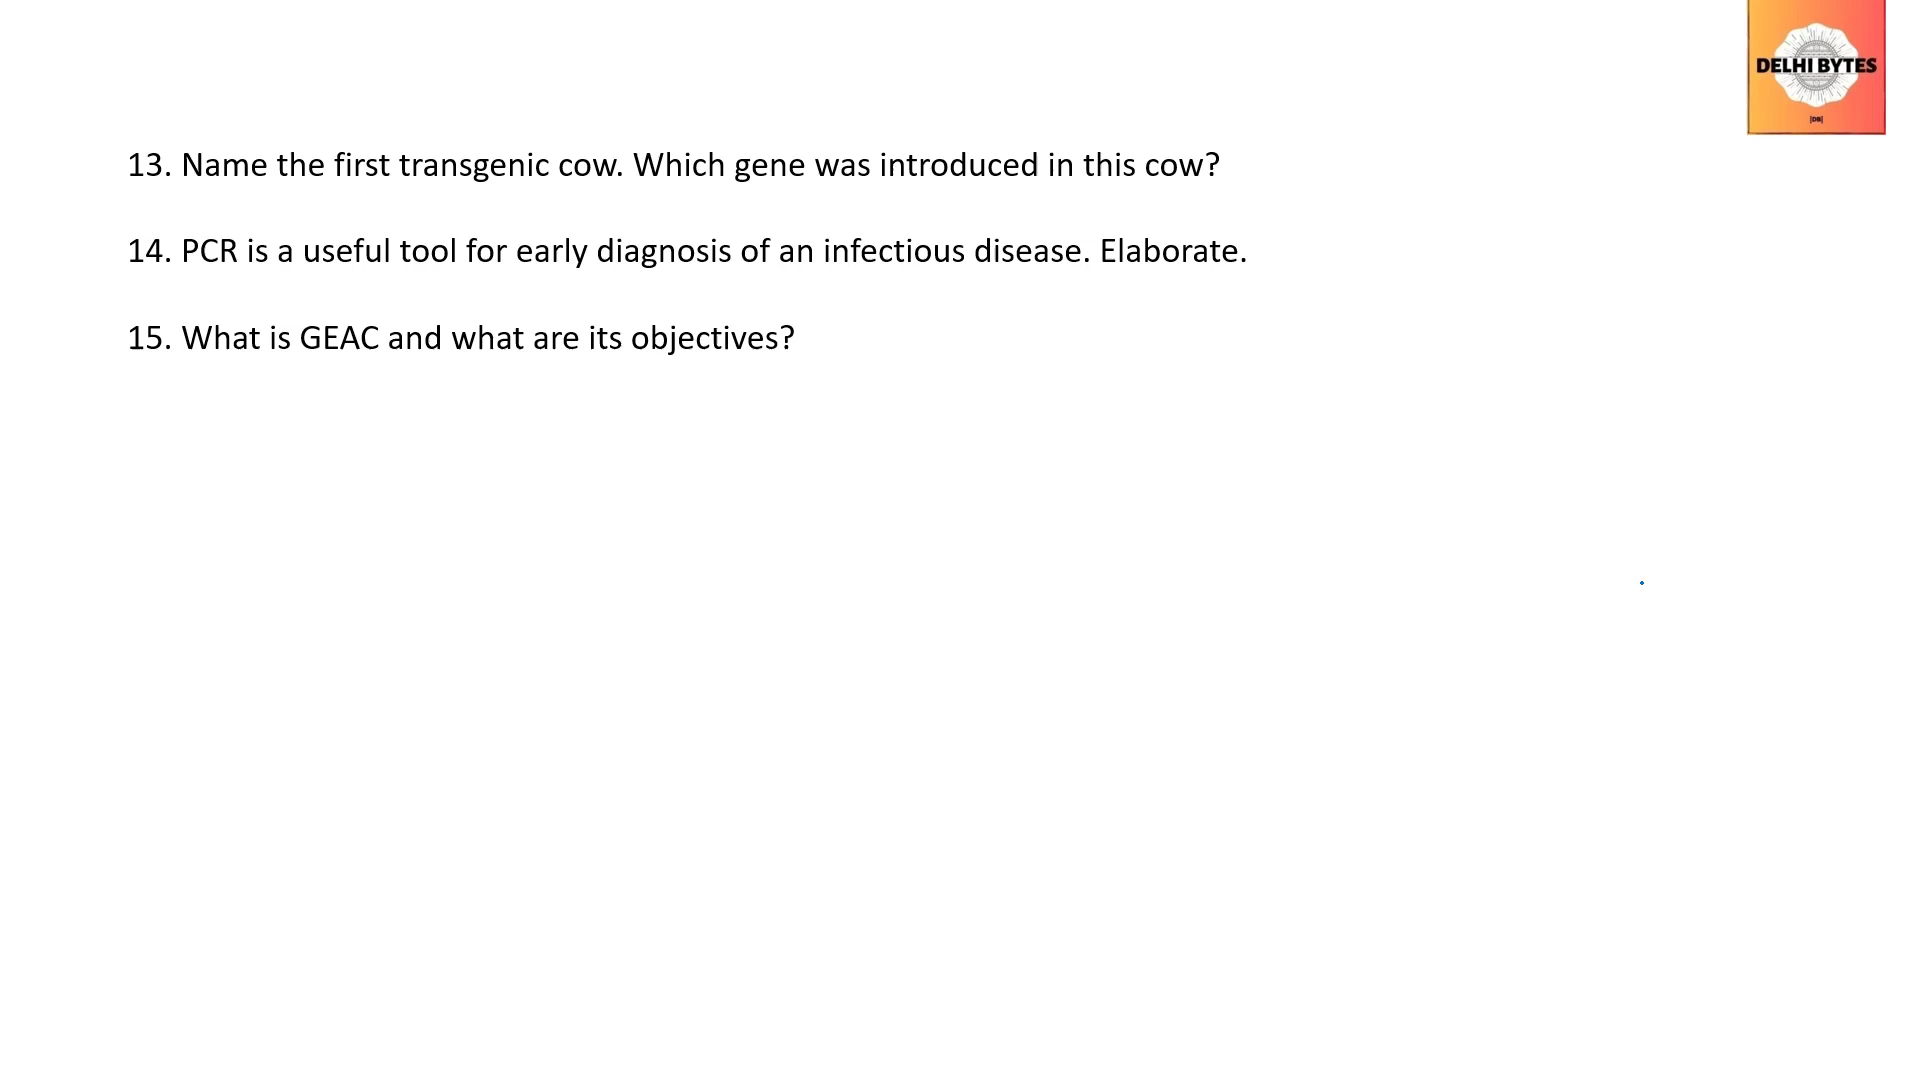 DELHI BYTES
|DB|
13. Name the first transgenic cow. Which gene was introduced in this cow?
14. PCR is a useful tool for early diagnosis of an infectious disease. Elaborate.
15. What is GEAC and what are its objectives?